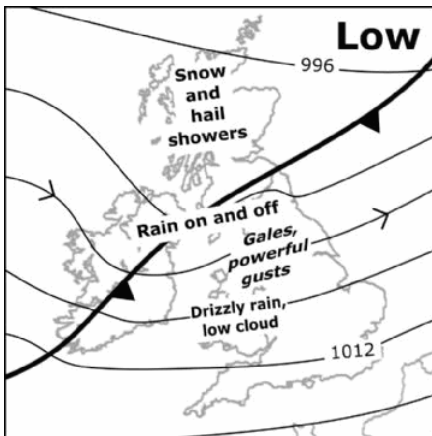 Low
996
Snow
and
hail
showers
Rain on and off
Gales,
powerful
gusts
Drizzly rain,
low cloud
1012